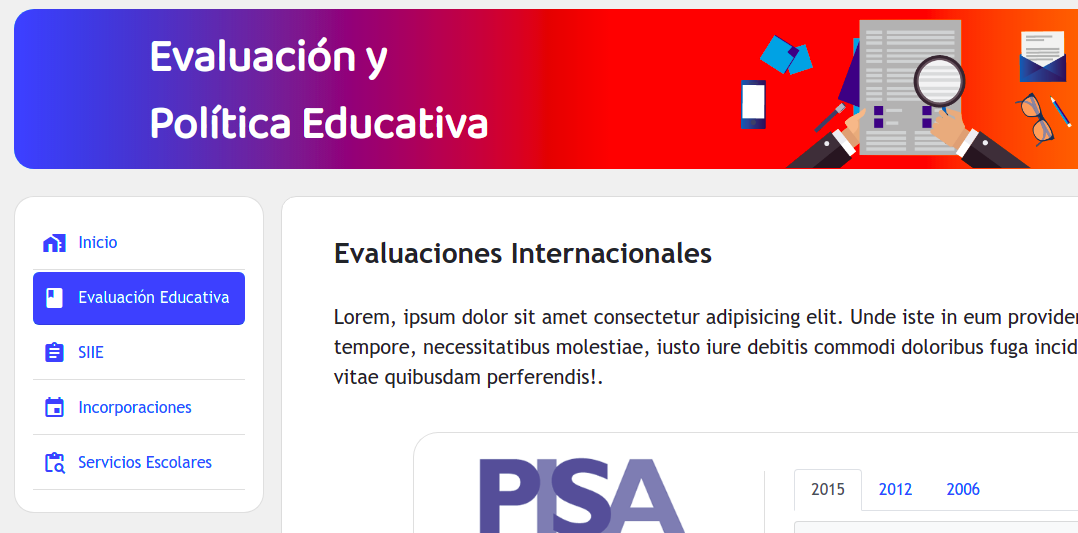 Evaluación y
Política Educativa
Inicio
Evaluación Educativa
SIIE
Incorporaciones
Servicios Escolares
Evaluaciones Internacionales
Lorem, ipsum dolor sit amet consectetur adipisicing elit. Unde iste in eum
tempore, necessitatibus molestiae, iusto iure debitis commodi doloribus fuga
vitae quibusdam perferendis!.
PISA
2015 2012 2006